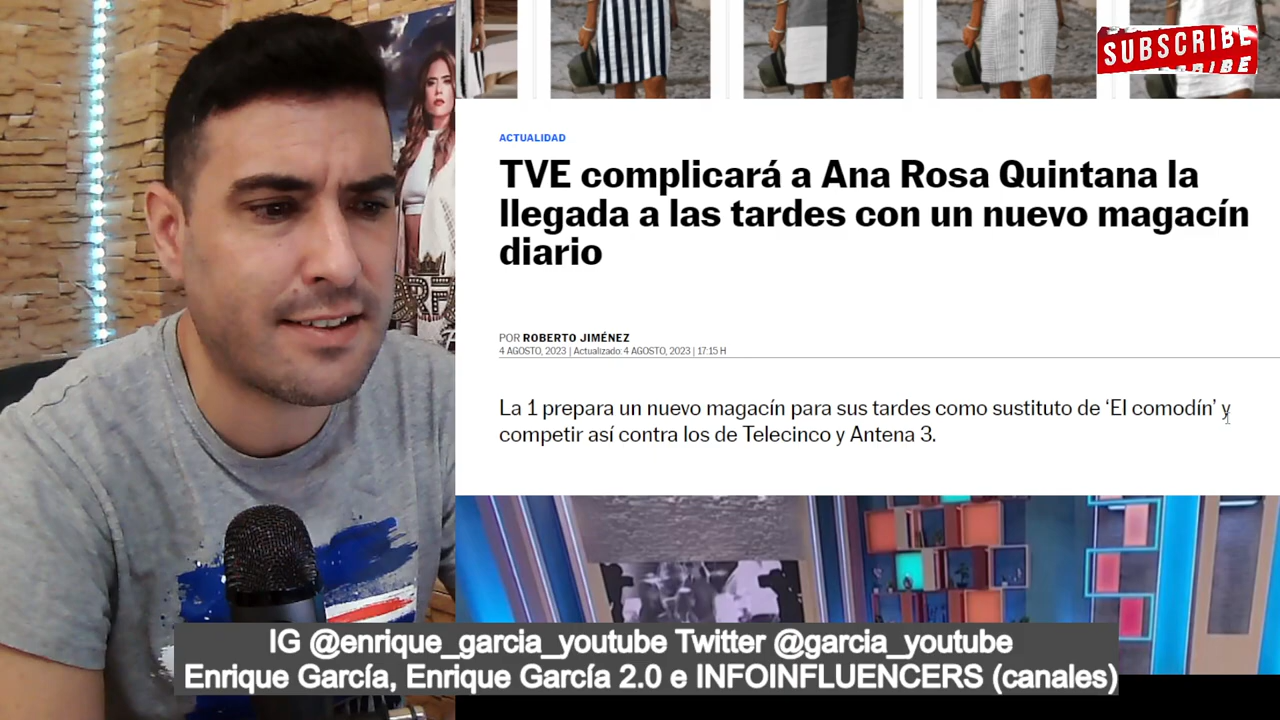 SUBSCRIBE
ACTUALIDAD
TVE complicará a Ana Rosa Quintana la
llegada a las tardes con un nuevo magacín
diario
POR ROBERTO JIMÉNEZ
4 AGOSTO, 2023 | Actualizado: 4 AGOSTO, 2023 | 17:15 H
La 1 prepara un nuevo magacín para sus tardes como sustituto de ‘El comodín’ y
competir así contra los de Telecinco y Antena 3.
IG @enrique_garcia_youtube Twitter @garcia_youtube
Enrique García, Enrique García 2.0 e INFOINFLUENCERS (canales)